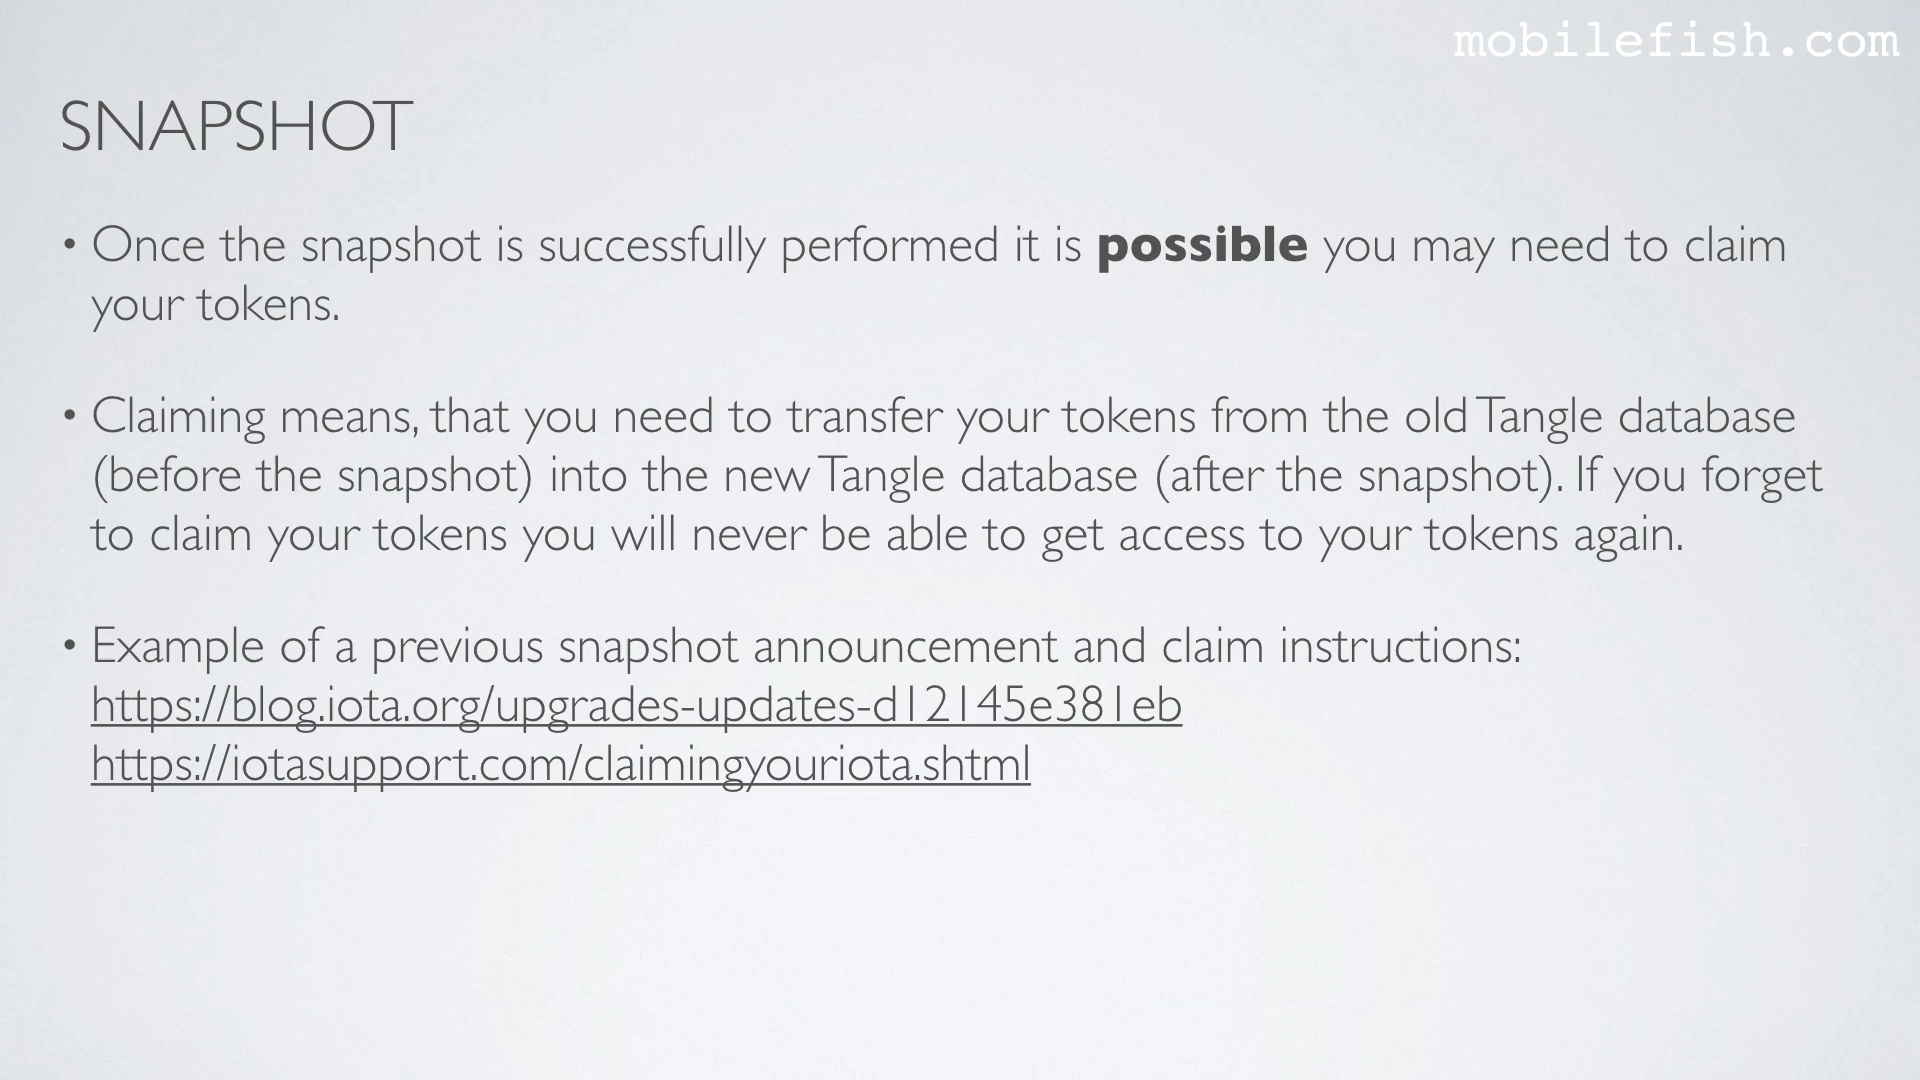 mobilefish.com
SNAPSHOT
• Once the snapshot is successfully performed it is possible you may need to claim
your tokens.
• Claiming means, that you need to transfer your tokens from the old Tangle database
(before the snapshot) into the new Tangle database (after the snapshot). If you forget
to claim your tokens you will never be able to get access to your tokens again.
• Example of a previous snapshot announcement and claim instructions:
https://blog.iota.org/upgrades-updates-d12145e381eb
https://iotasupport.com/claimingyouriota.shtml